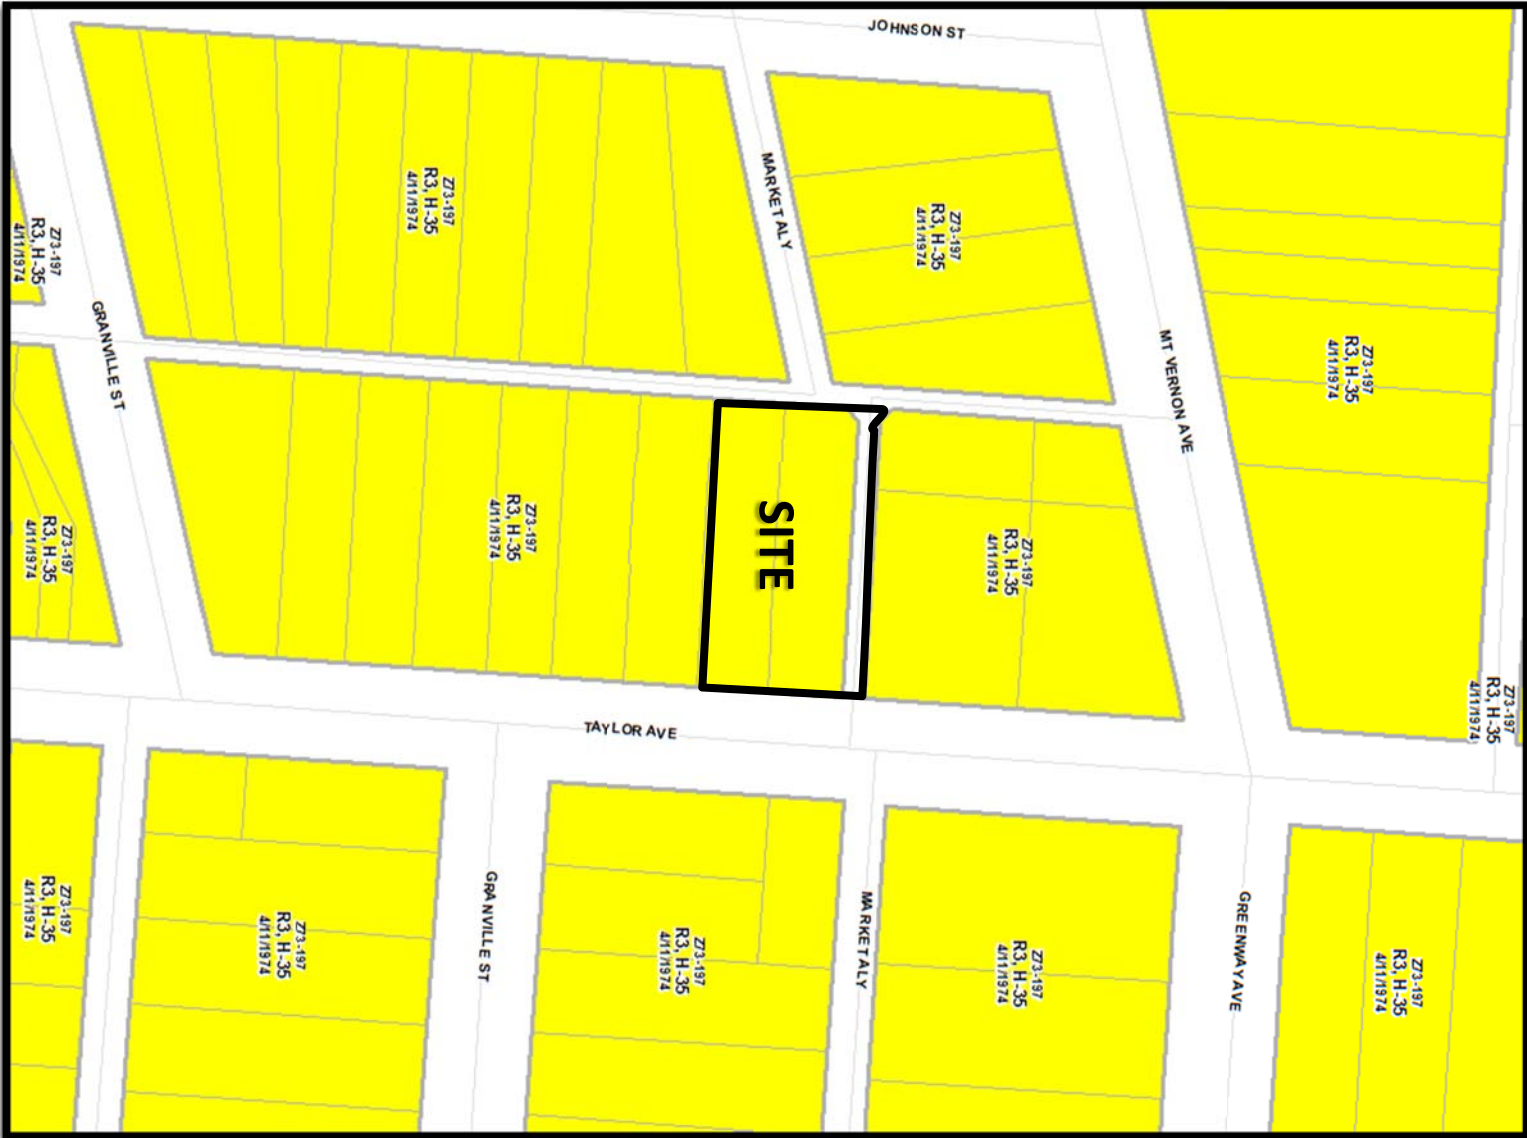 JOHNSON ST
MARKET ALY
Z73-197
R3, H-35
4/11/1974
Z73-197
R3, H-35
4/11/1974
Z73-197
R3, H-35
4/11/1974
GRANVILLE ST
MT VERNON AVE
Z73-197
R3, H-35
4/11/1974
Z73-197
R3, H-35
4/11/1974
SITE
Z73-197
R3, H-35
4/11/1974
Z73-197
R3, H-35
4/11/1974
Z73-197
R3, H-35
4/11/1974
TAYLOR AVE
Z73-197
R3, H-35
4/11/1974
Z73-197
R3, H-35
4/11/1974
GRANVILLE ST
Z73-197
R3, H-35
4/11/1974
MARKET ALY
Z73-197
R3, H-35
4/11/1974
GREENWAY AVE
Z73-197
R3, H-35
4/11/1974